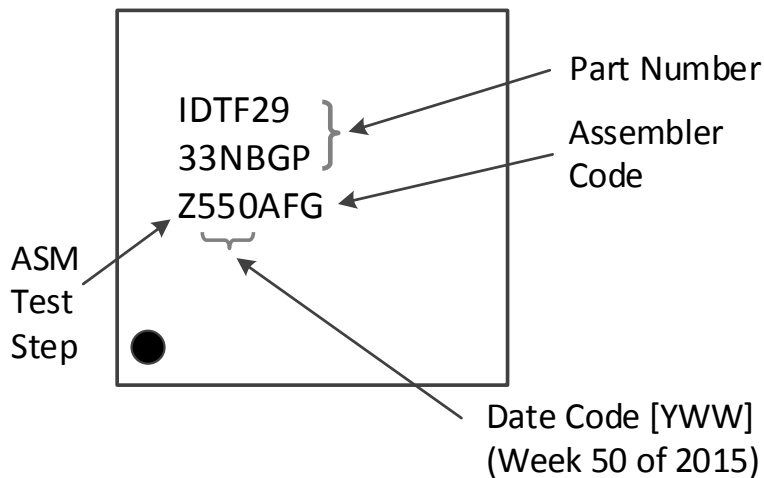 IDTF29
33NBGP
Z550AFG
Part Number
Assembler
Code
ASM
Test
Step
Date Code [YWW]
(Week 50 of 2015)